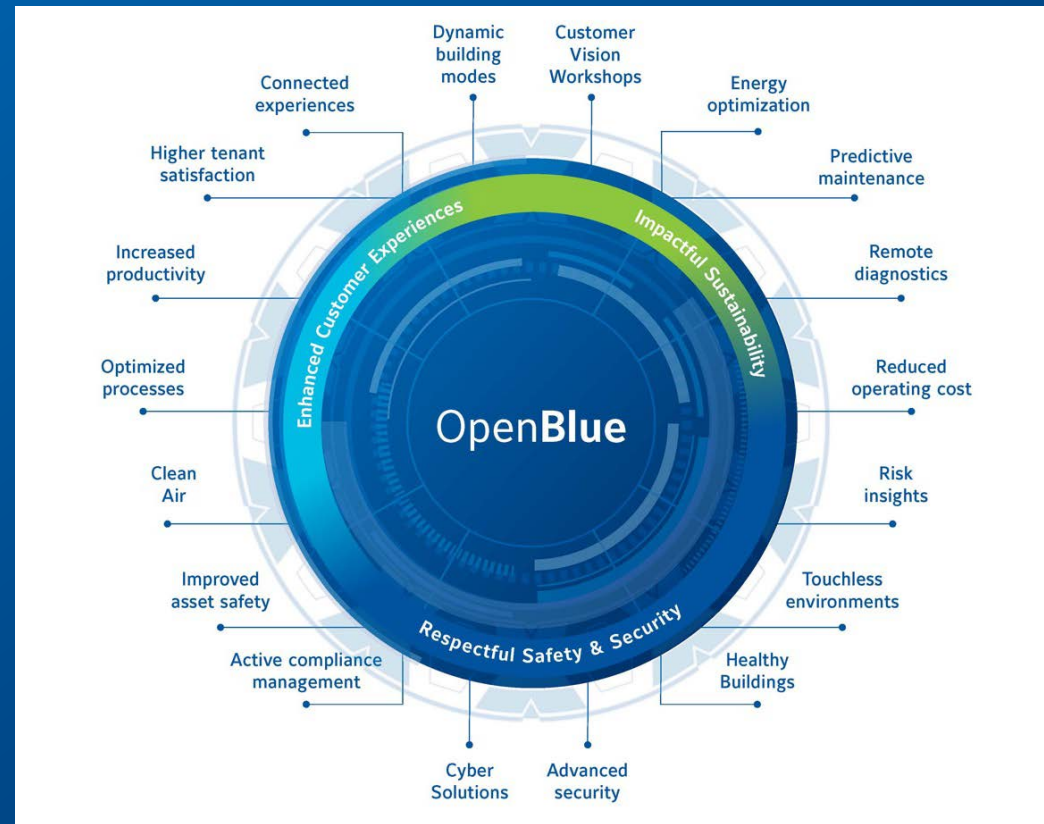 Dynamic
building
modes
Customer
Vision
Workshops
Connected
experiences
Energy
optimization
Higher tenant
satisfaction
Predictive
maintenance
Increased
productivity
Remote
diagnostics
Optimized
processes
Reduced
operating cost
Clean
Air
Risk
insights
Improved
asset safety
Touchless
environments
Active compliance
management
Healthy
Buildings
Cyber
Solutions
Advanced
security
Enhanced Customer Experiences
Impactful Sustainability
Respectful Safety & Security
OpenBlue